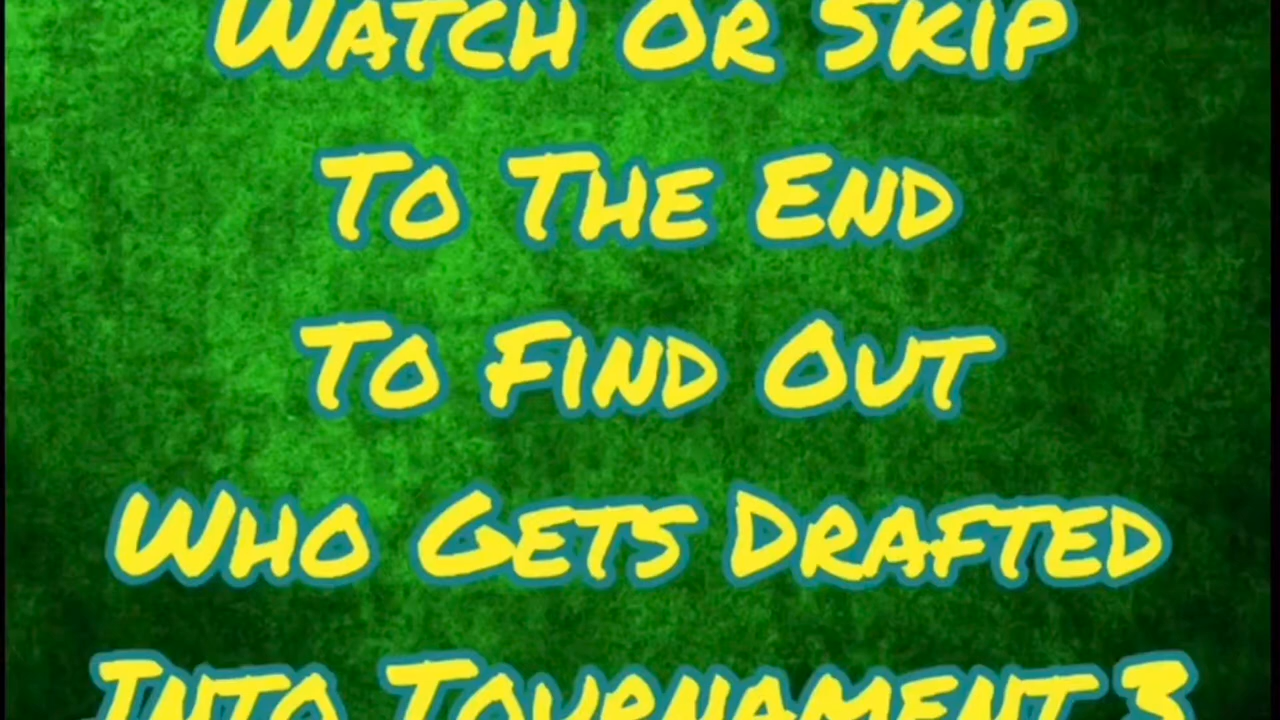 Watch Or Skip
To The End
To Find Out
Who Gets Drafted
Into Tournament 3